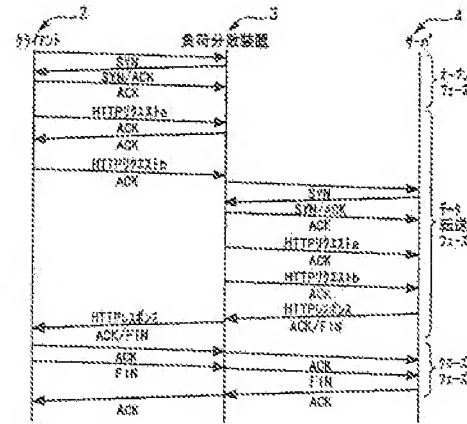 2
3
4
クライアント
負荷分散装置
サーバ
SYN
SYN/ACK
ACK
オープン
フェーズ
HTTPリクエストa
ACK
ACK
HTTPリクエストb
ACK
SYN
SYN/ACK
ACK
データ
転送
フェーズ
HTTPリクエストa
ACK
HTTPリクエストb
ACK
HTTPレスポンス
ACK/FIN
HTTPレスポンス
ACK/FIN
ACK
FIN
ACK
FIN
クローズ
フェーズ
ACK
ACK